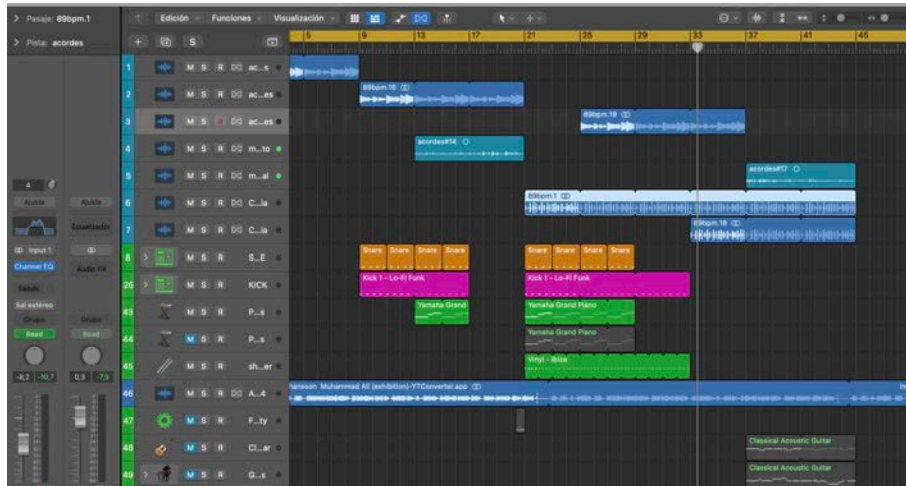 Pasaje: 89bpm.1
Edición Funciones Visualización
Pista: acordes
S
5 9 13 17 21 25 29 33 37 41 45
1 M S R ac...s
2 M S R ac...es
89bpm.16
3 M S R ac...es
89bpm.19
4 M S R m...to
acordes#14
5 M S R m...al
acordes#17
4
Ajuste Ajuste
6 M S R C...ia
89bpm.1
Ecualizador
7 M S R C...ia
89bpm.18
Input 1
8 M S R S...E
Snare Snare Snare Snare Snare Snare Snare Snare
Channel EQ Audio FX
26 M S R KICK
Kick 1 - Lo-Fi Funk Kick 1 - Lo-Fi Funk
Sends
Sal estéreo
43 M S R P...s
Yamaha Grand Yamaha Grand Piano
Grupo Grupo
Read Read
44 M S R P...s
Yamaha Grand Piano
45 M S R sh...er
Vinyl - Ibiza
-8,2 -10,7 0,3 -7,9
46 M S R A...4
hansson Muhammad Ali (exhibition)-YTConverter.app
In
47 M S R F...ty
48 M S R Cl...ar
Classical Acoustic Guitar
49 M S R G...s
Classical Acoustic Guitar